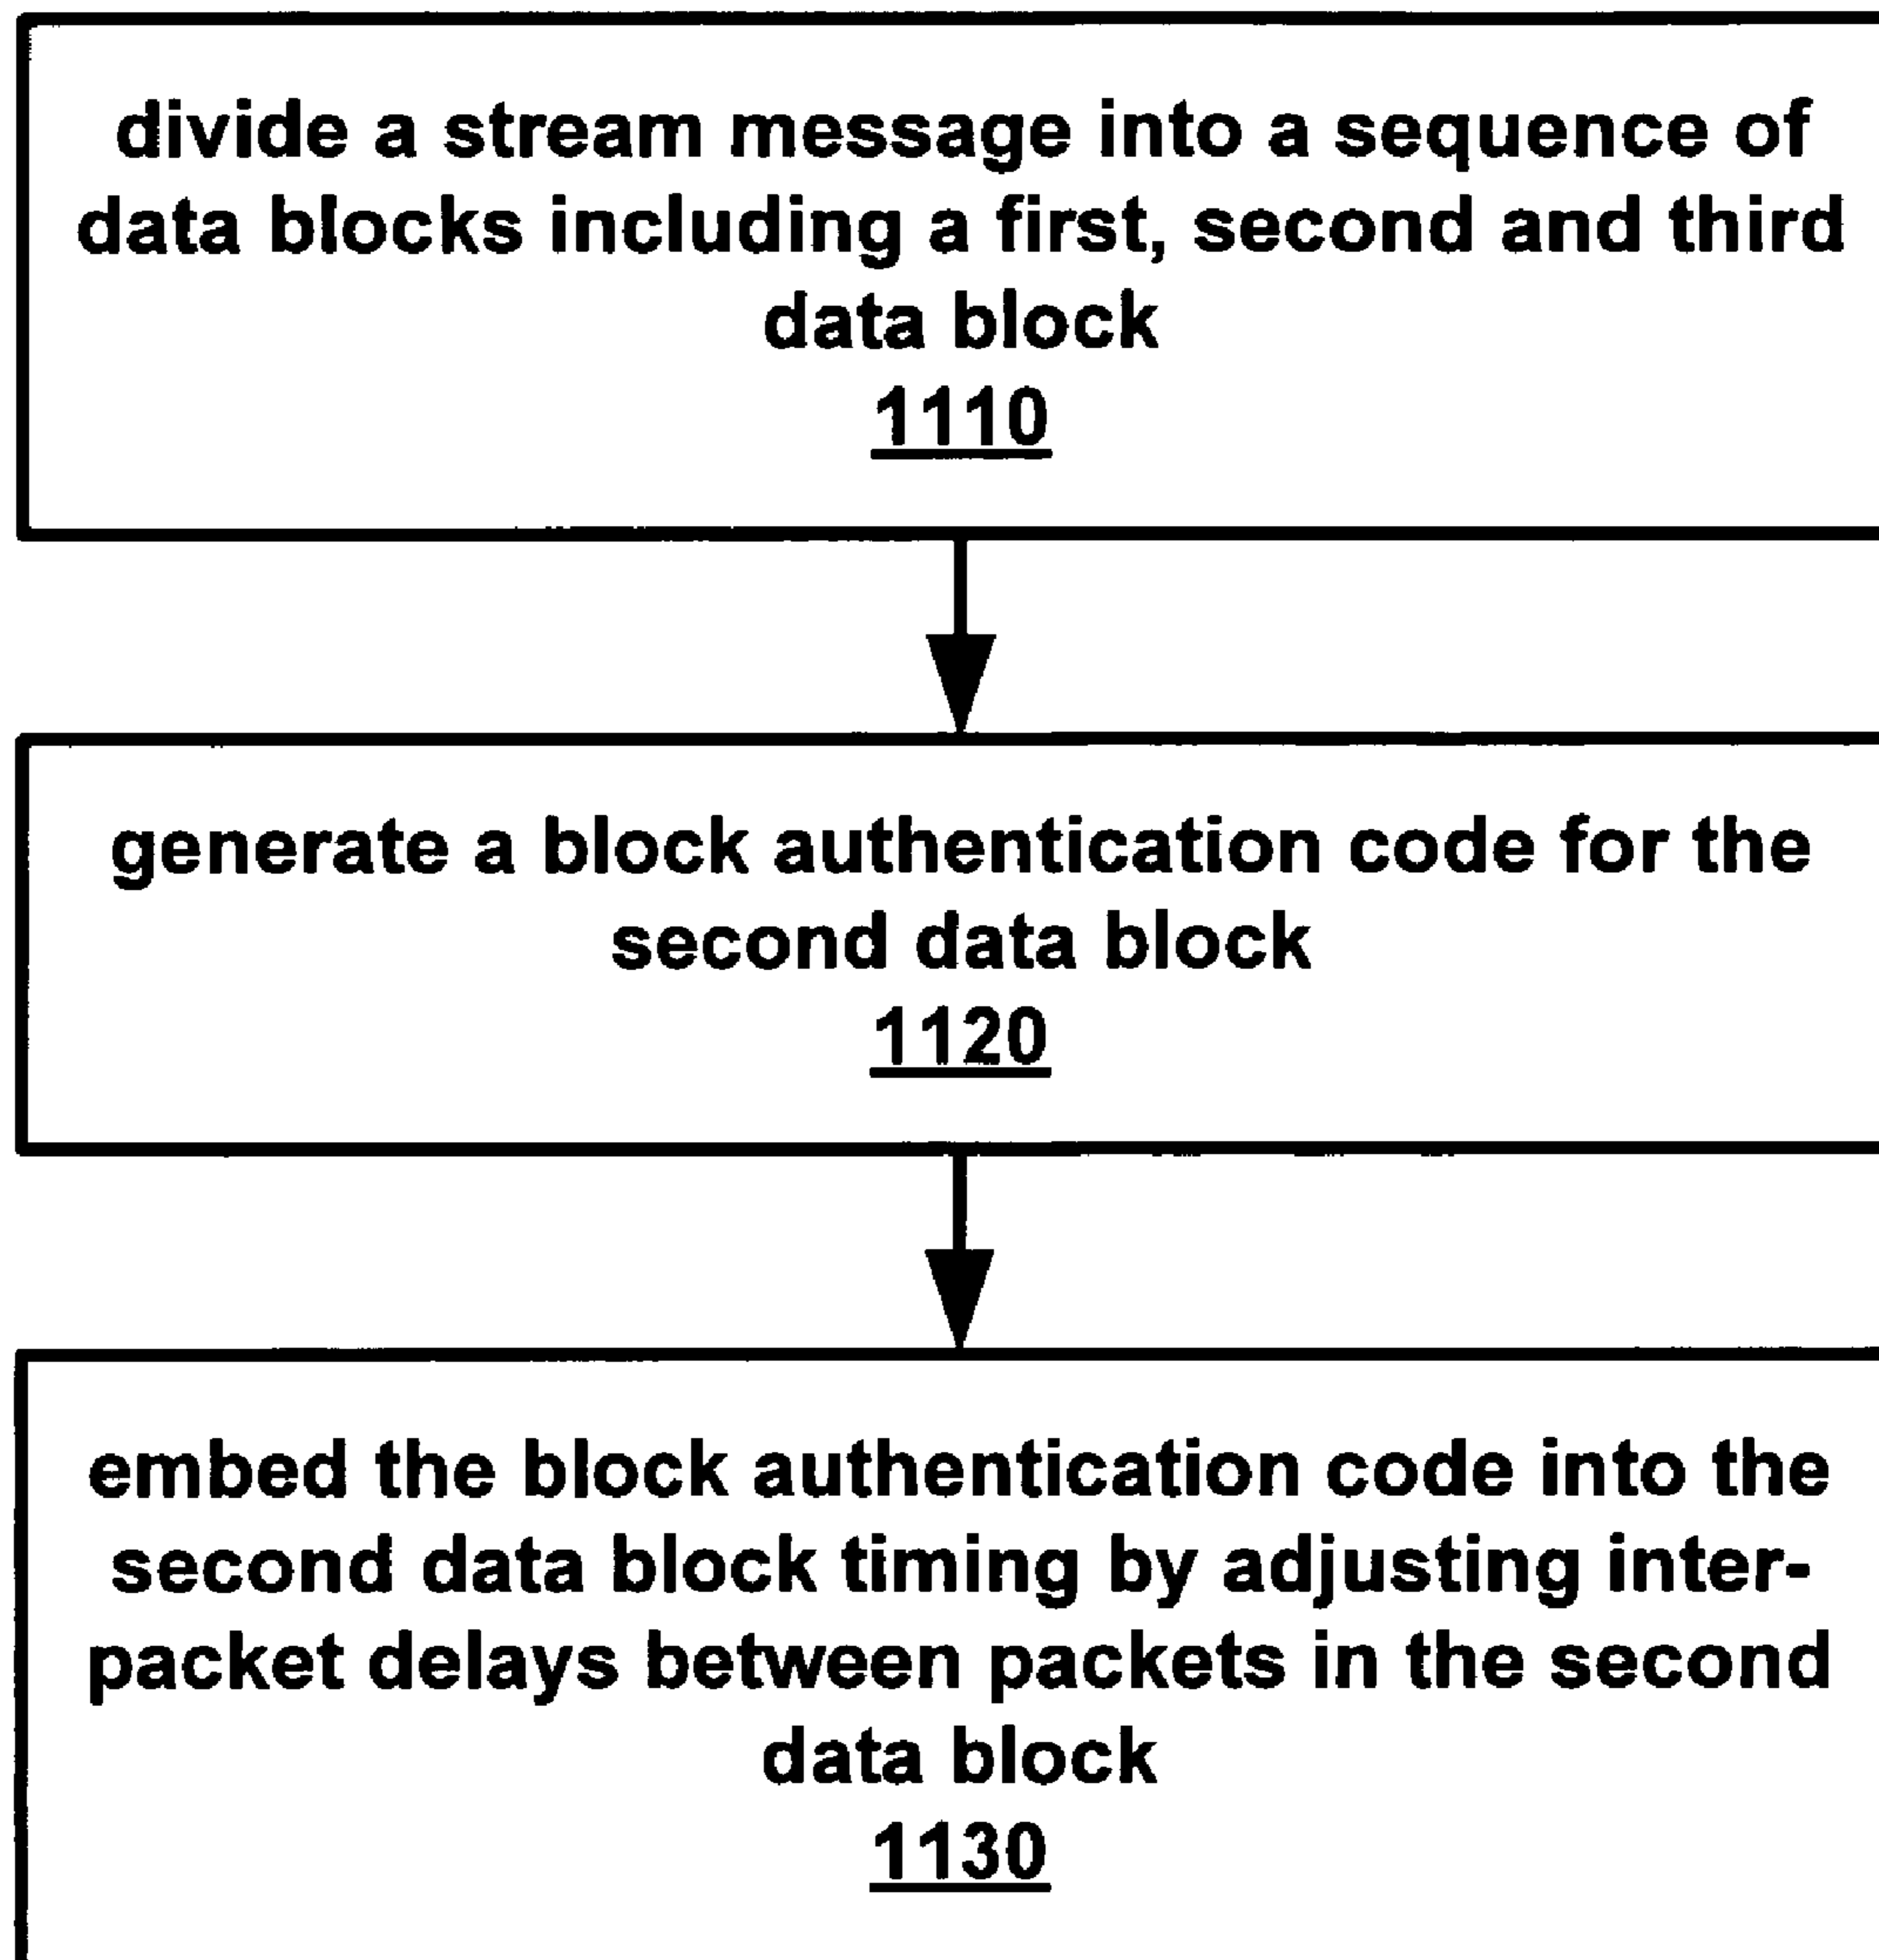 divide a stream message into a sequence of
data blocks including a first, second and third
data block
1110
generate a block authentication code for the
second data block
1120
embed the block authentication code into the
second data block timing by adjusting inter-
packet delays between packets in the second
data block
1130